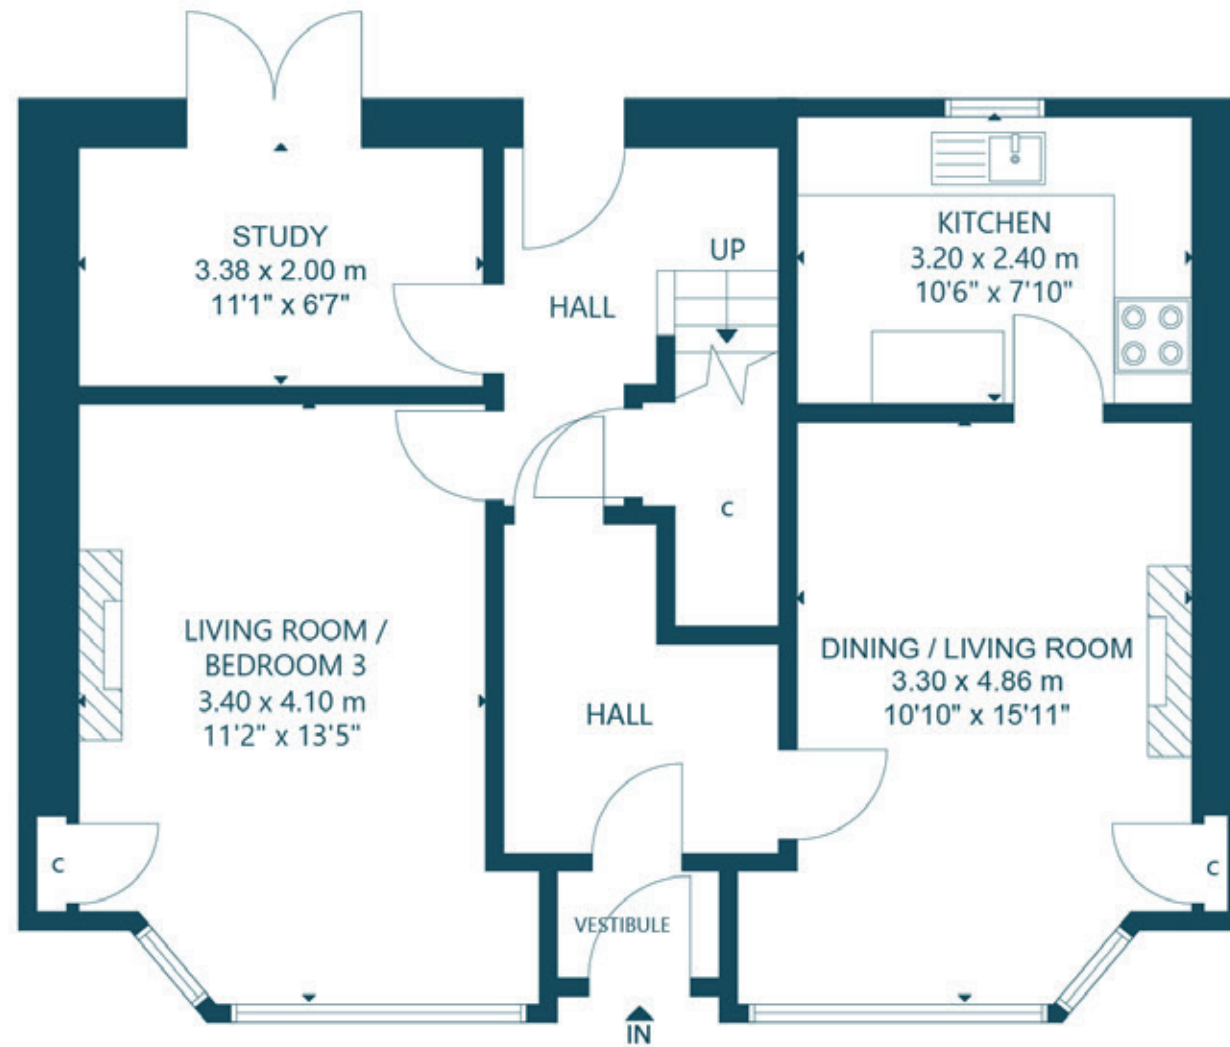 STUDY
3.38 x 2.00 m
11'1" x 6'7"
HALL
UP
KITCHEN
3.20 x 2.40 m
10'6" x 7'10"
C
LIVING ROOM /
BEDROOM 3
3.40 x 4.10 m
11'2" x 13'5"
HALL
DINING / LIVING ROOM
3.30 x 4.86 m
10'10" x 15'11"
C
C
VESTIBULE
IN